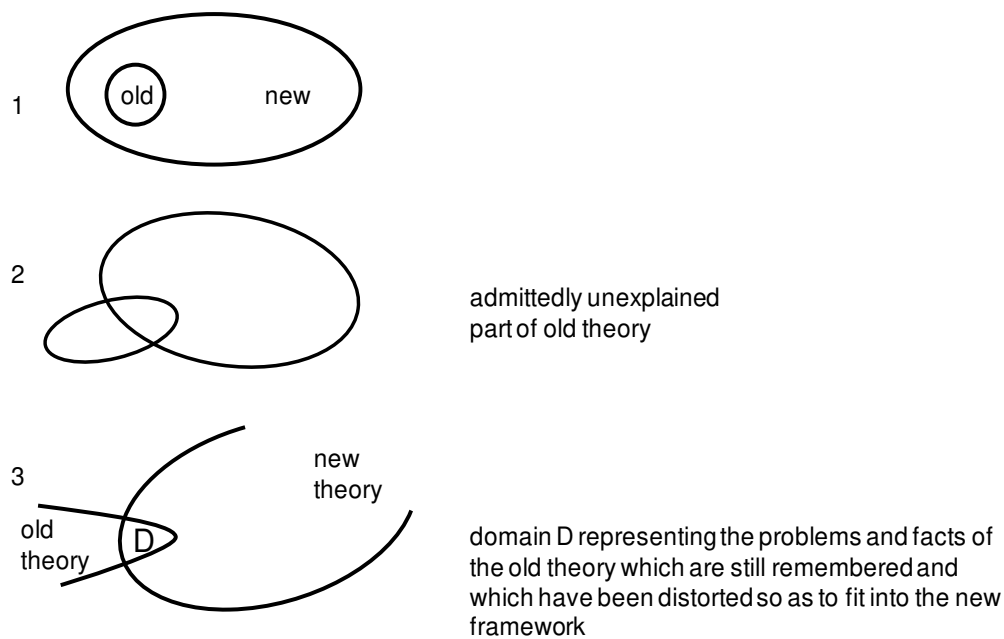 1
old new
2
admittedly unexplained
part of old theory
3
new
theory
old
theory
D
domain D representing the problems and facts of
the old theory which are still remembered and
which have been distorted so as to fit into the new
framework